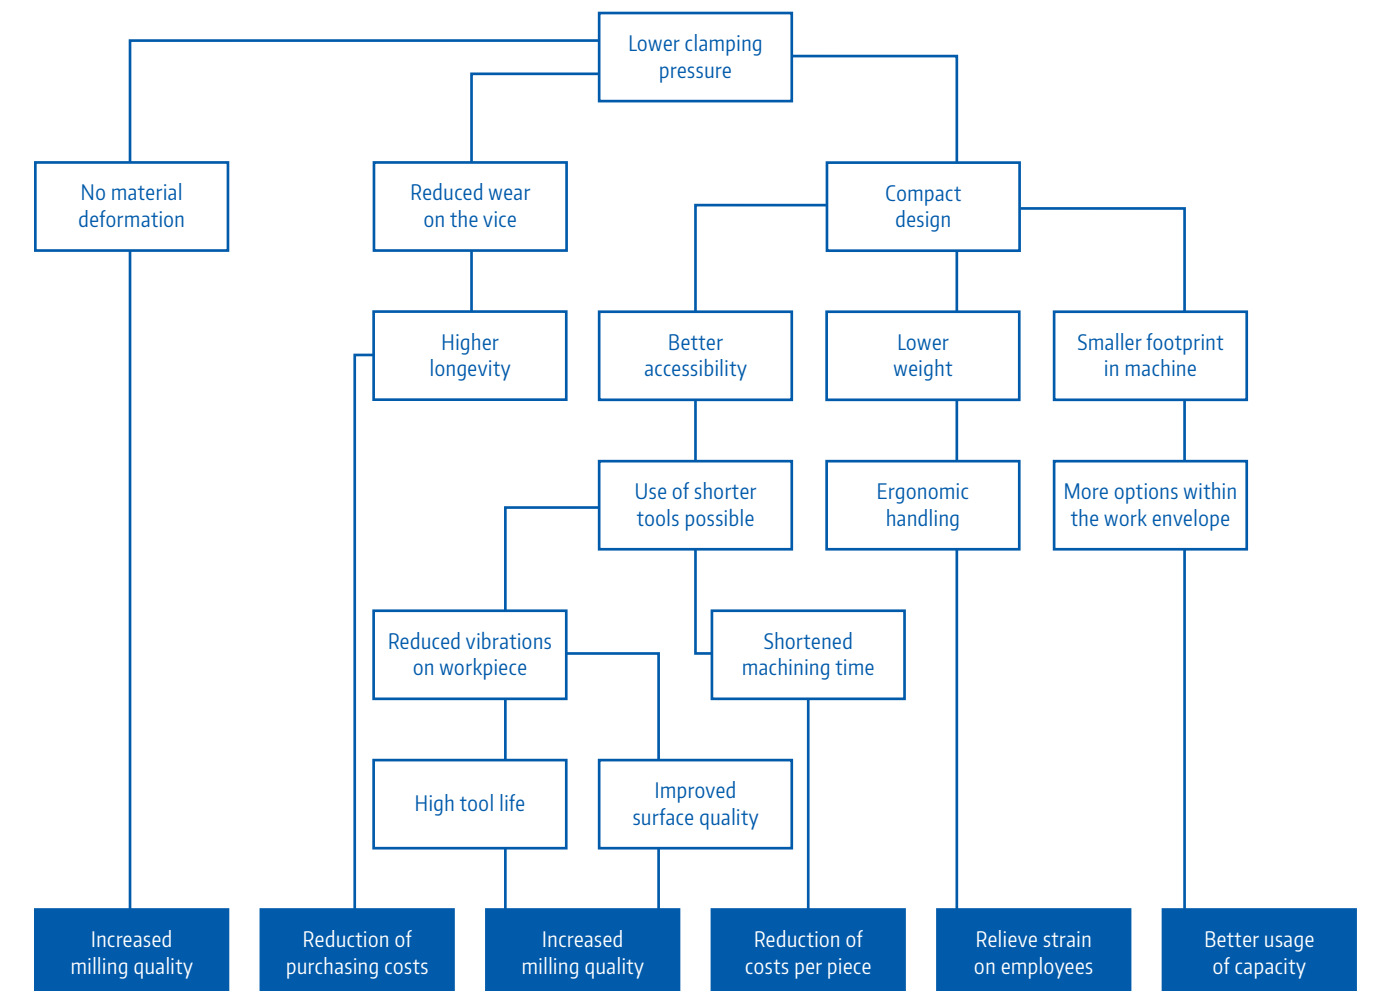 Lower clamping
pressure
No material
deformation
Reduced wear
on the vice
Compact
design
Higher
longevity
Better
accessibility
Lower
weight
Smaller footprint
in machine
Use of shorter
tools possible
Ergonomic
handling
More options within
the work envelope
Reduced vibrations
on workpiece
Shortened
machining time
High tool life
Improved
surface quality
Increased
milling quality
Reduction of
purchasing costs
Increased
milling quality
Reduction of
costs per piece
Relieve strain
on employees
Better usage
of capacity